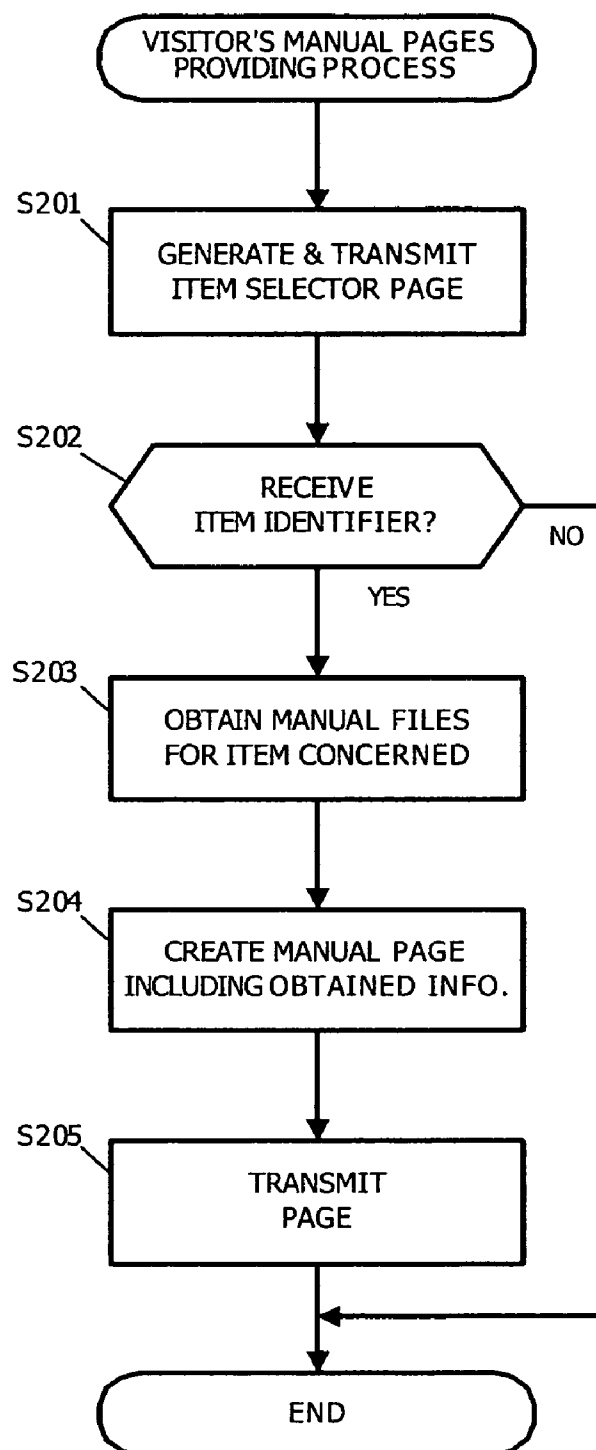 VISITOR'S MANUAL PAGES
PROVIDING PROCESS
S201
GENERATE & TRANSMIT
ITEM SELECTOR PAGE
S202
RECEIVE
ITEM IDENTIFIER?
NO
YES
S203
OBTAIN MANUAL FILES
FOR ITEM CONCERNED
S204
CREATE MANUAL PAGE
INCLUDING OBTAINED INFO.
S205
TRANSMIT
PAGE
END